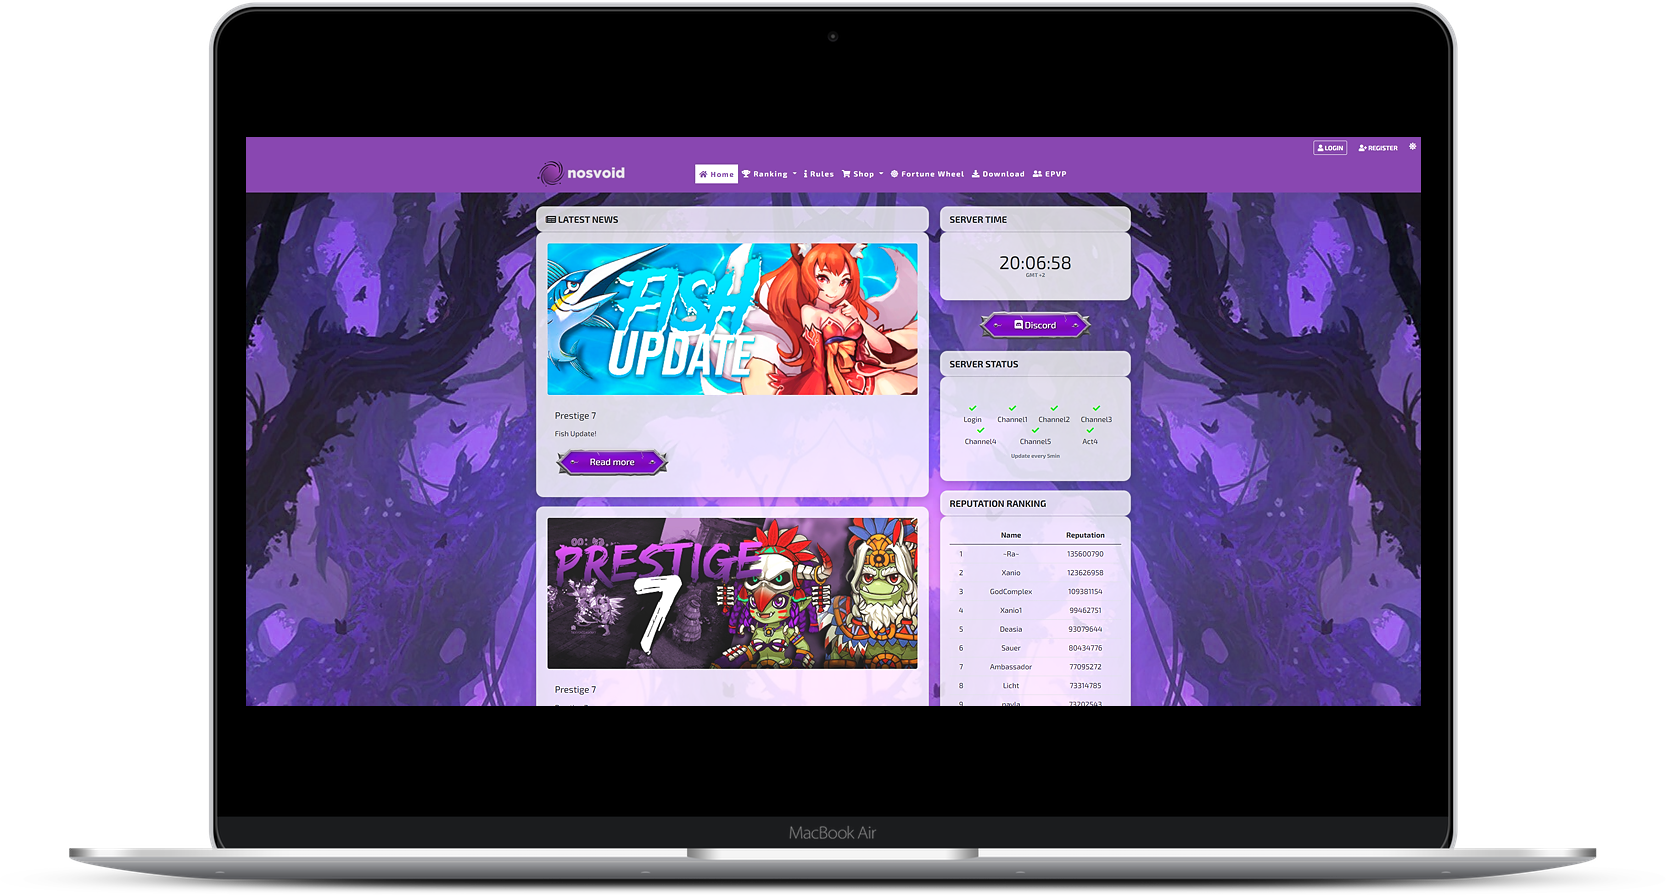 LOGIN REGISTER
nosvoid
Home Ranking Rules Shop Fortune Wheel Download EPVP
LATEST NEWS
FISH
UPDATE
Prestige 7
Fish Update!
Read more
PRESTIGE
7
Prestige 7
SERVER TIME
20:06:58
GMT +2
Discord
SERVER STATUS
Login Channel1 Channel2 Channel3
Channel4 Channel5 Act4
Update every 5min
REPUTATION RANKING
Name Reputation
1 ~Ra~ 135600790
2 Xanio 123626958
3 GodComplex 109381154
4 Xanio1 99462751
5 Deasia 93079644
6 Sauer 80434776
7 Ambassador 77095272
8 Licht 73314785
9 73202543
MacBook Air